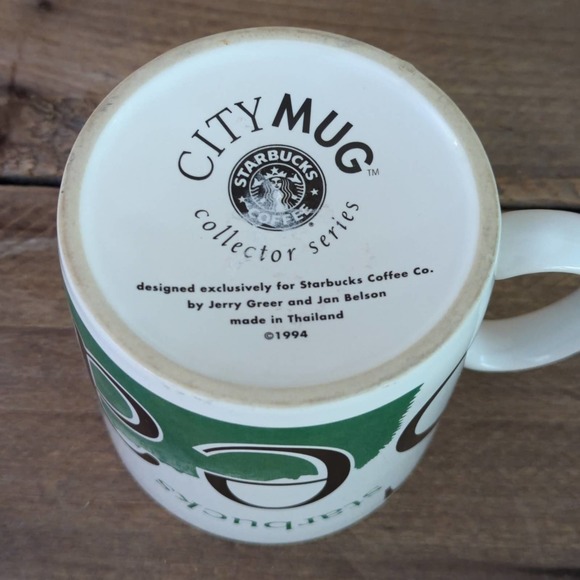 CITY MUG™
STARBUCKS
COFFEE
®
collector series
designed exclusively for Starbucks Coffee Co.
by Jerry Greer and Jan Belson
made in Thailand
©1994
starbucks